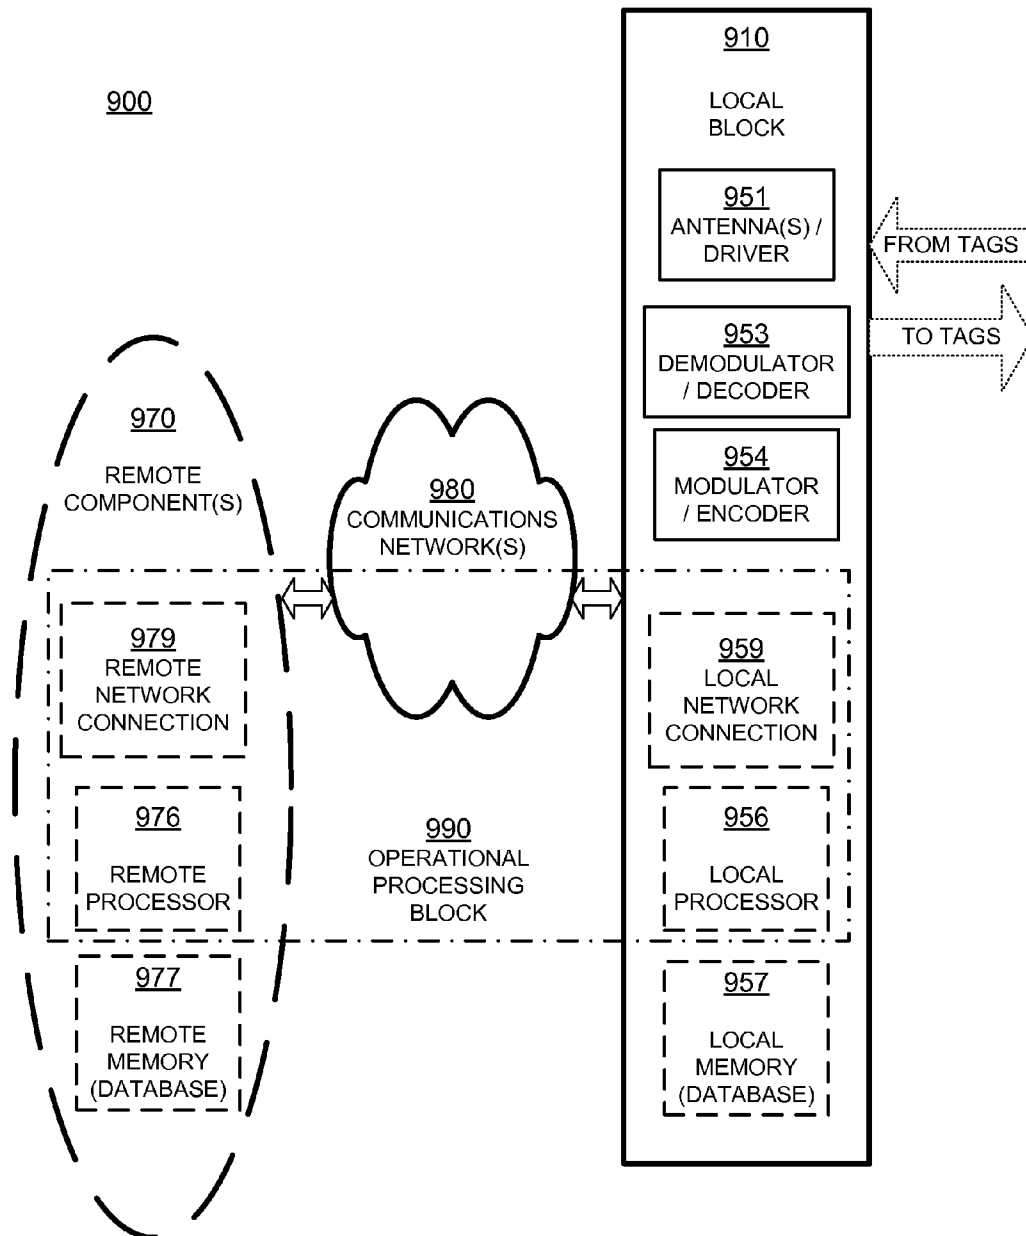 900
910
LOCAL
BLOCK
951
ANTENNA(S) /
DRIVER
FROM TAGS
953
DEMODULATOR
/ DECODER
TO TAGS
954
MODULATOR
/ ENCODER
970
REMOTE
COMPONENT(S)
980
COMMUNICATIONS
NETWORK(S)
979
REMOTE
NETWORK
CONNECTION
959
LOCAL
NETWORK
CONNECTION
976
REMOTE
PROCESSOR
990
OPERATIONAL
PROCESSING
BLOCK
956
LOCAL
PROCESSOR
977
REMOTE
MEMORY
(DATABASE)
957
LOCAL
MEMORY
(DATABASE)